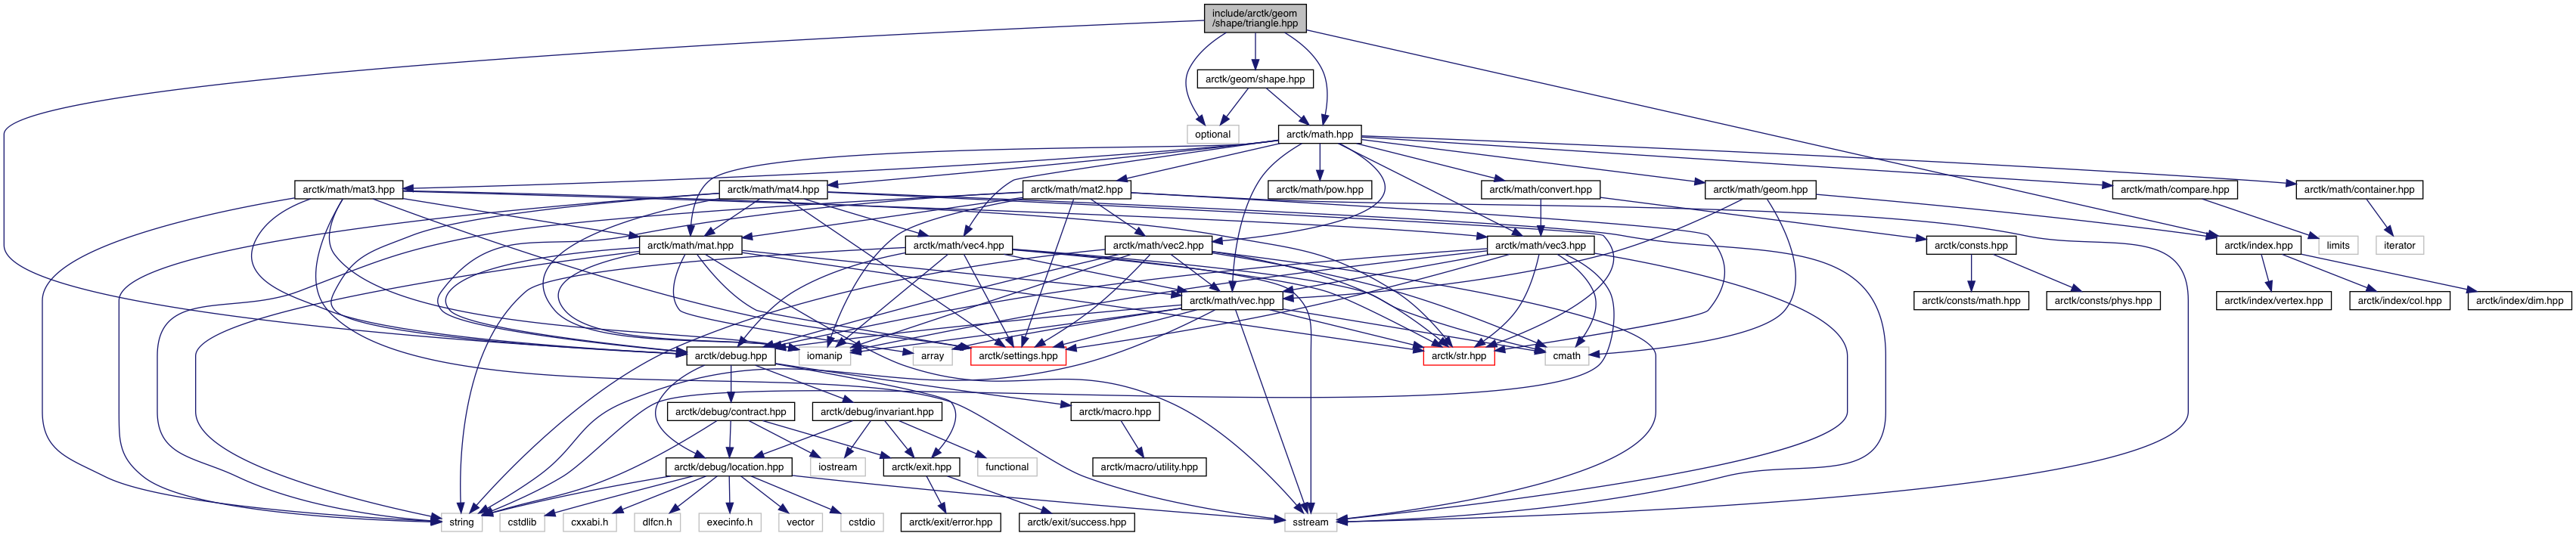 include/arctk/geom
/shape/triangle.hpp
arctk/geom/shape.hpp
optional
arctk/math.hpp
arctk/math/mat3.hpp
arctk/math/mat4.hpp
arctk/math/mat2.hpp
arctk/math/pow.hpp
arctk/math/convert.hpp
arctk/math/geom.hpp
arctk/math/compare.hpp
arctk/math/container.hpp
arctk/math/mat.hpp
arctk/math/vec4.hpp
arctk/math/vec2.hpp
arctk/math/vec3.hpp
arctk/consts.hpp
arctk/index.hpp
limits
iterator
arctk/math/vec.hpp
arctk/consts/math.hpp
arctk/consts/phys.hpp
arctk/index/vertex.hpp
arctk/index/col.hpp
arctk/index/dim.hpp
arctk/debug.hpp
iomanip
array
arctk/settings.hpp
arctk/str.hpp
cmath
arctk/debug/contract.hpp
arctk/debug/invariant.hpp
arctk/macro.hpp
arctk/debug/location.hpp
iostream
arctk/exit.hpp
functional
arctk/macro/utility.hpp
string
cstdlib
cxxabi.h
dlfcn.h
execinfo.h
vector
cstdio
arctk/exit/error.hpp
arctk/exit/success.hpp
sstream